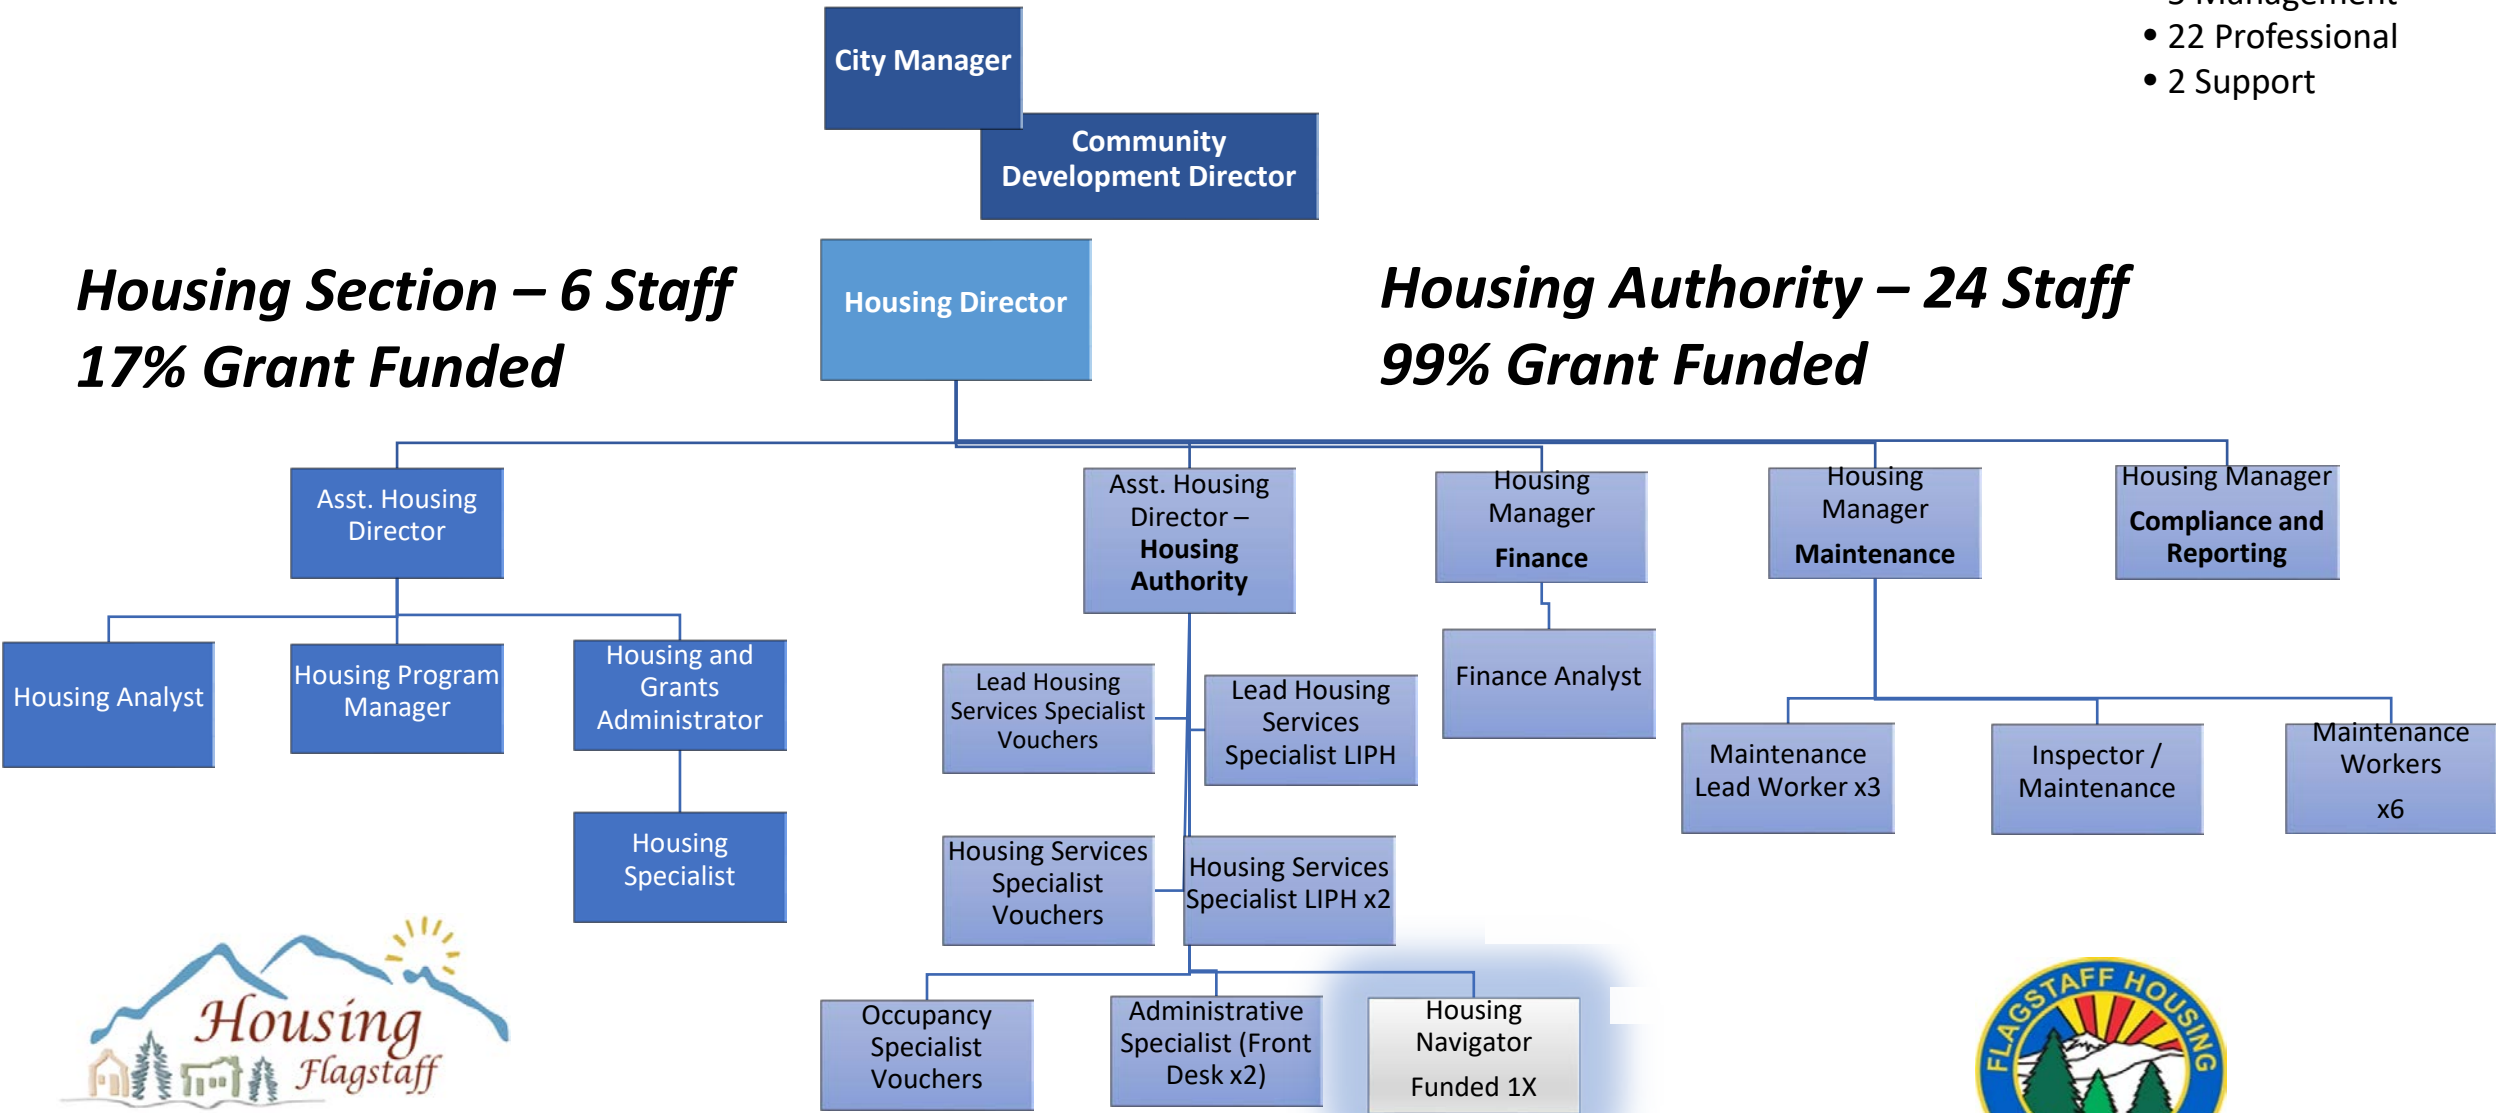 3 Management
• 22 Professional
• 2 Support
City Manager
Community
Development Director
Housing Director
Housing Section – 6 Staff
17% Grant Funded
Housing Authority – 24 Staff
99% Grant Funded
Asst. Housing
Director
Asst. Housing
Director –
Housing
Authority
Housing
Manager
Finance
Housing
Manager
Maintenance
Housing Manager
Compliance and
Reporting
Housing Analyst
Housing Program
Manager
Housing and
Grants
Administrator
Housing
Specialist
Lead Housing
Services Specialist
Vouchers
Lead Housing
Services
Specialist LIPH
Housing Services
Specialist
Vouchers
Housing Services
Specialist LIPH x2
Occupancy
Specialist
Vouchers
Administrative
Specialist (Front
Desk x2)
Housing
Navigator
Funded 1X
Finance Analyst
Maintenance
Lead Worker x3
Inspector /
Maintenance
Maintenance
Workers
x6
Housing
Flagstaff
FLAGSTAFF HOUSING